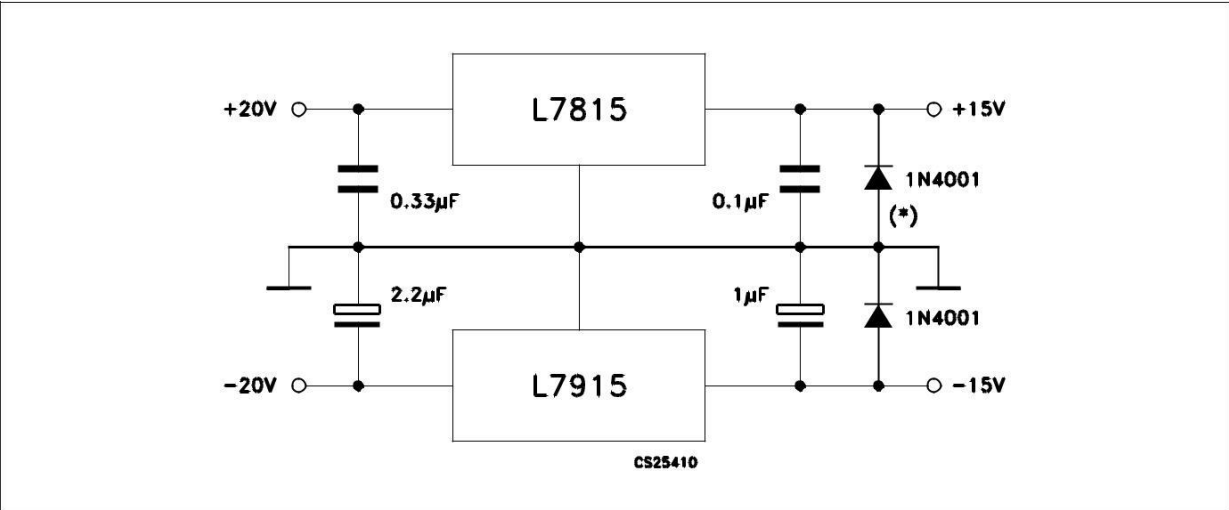 +20V
L7815
+15V
0.33µF
0.1µF
1N4001
(*)
2.2µF
1µF
1N4001
-20V
L7915
-15V
CS25410